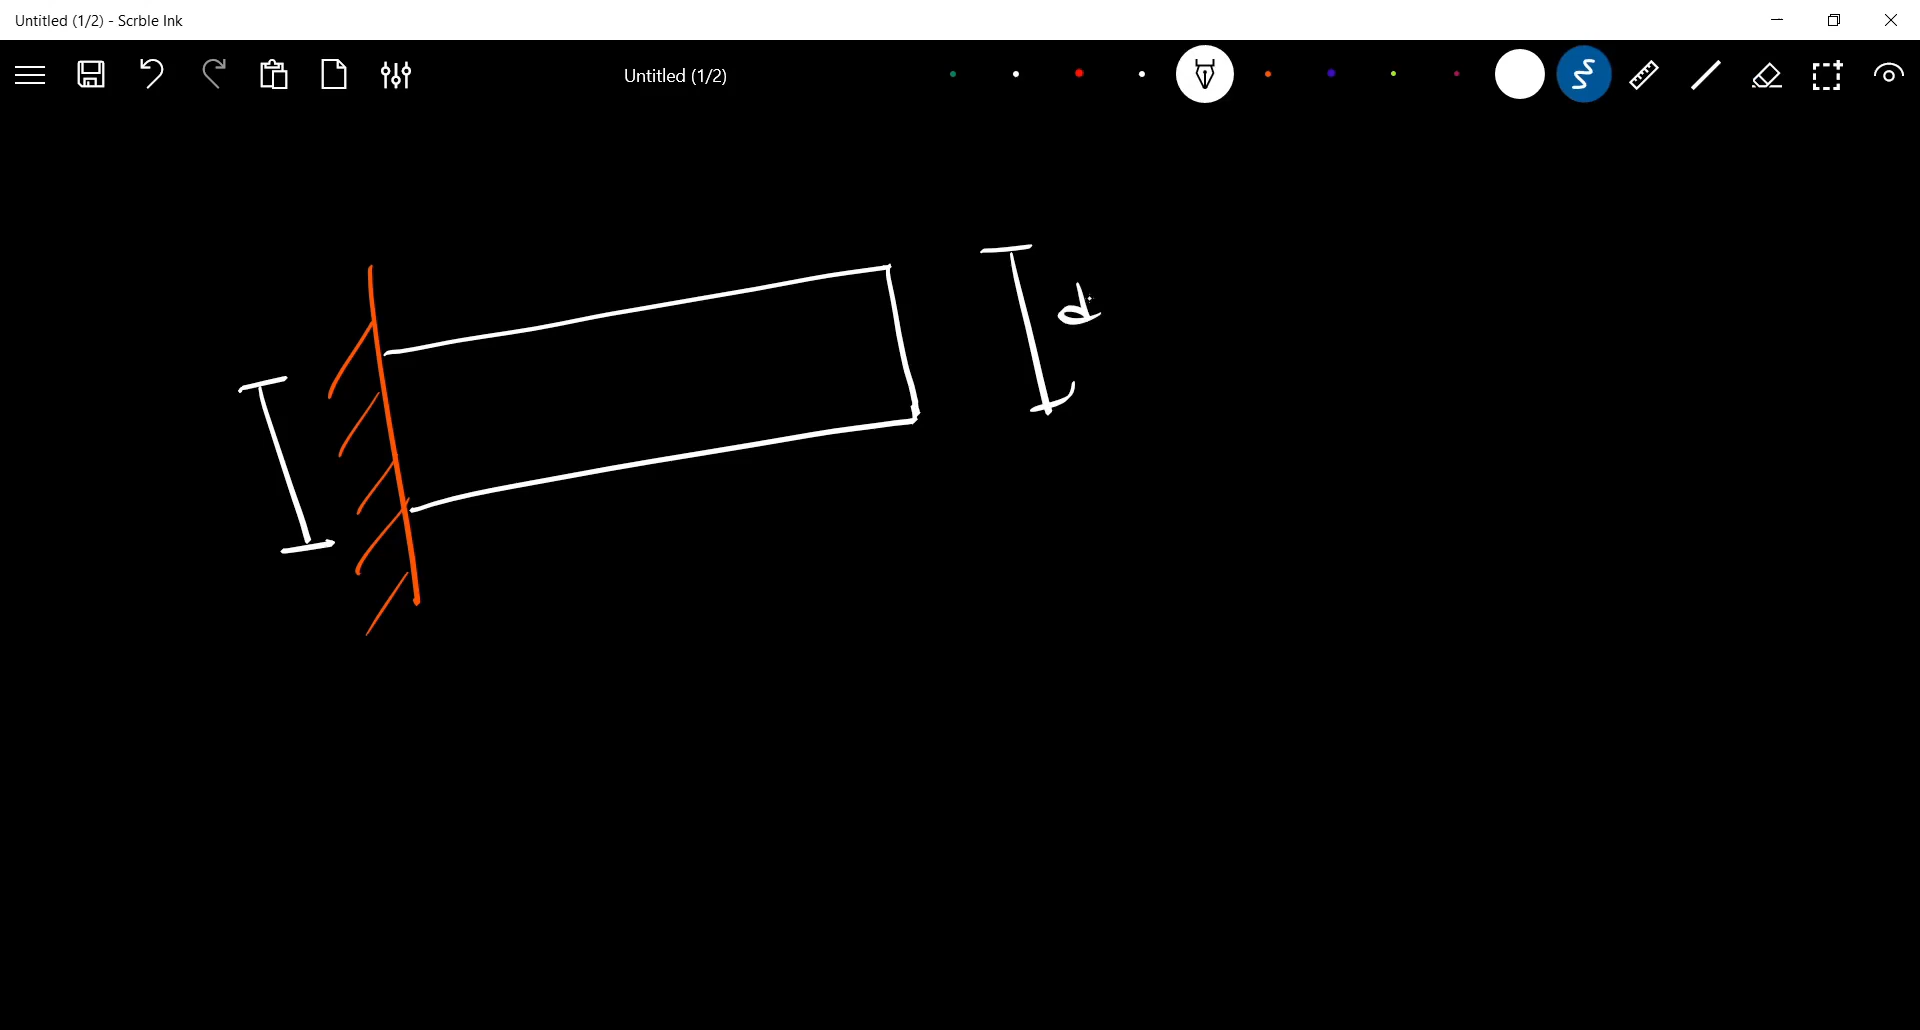 Untitled (1/2) - Scrble Ink
Untitled (1/2)
d